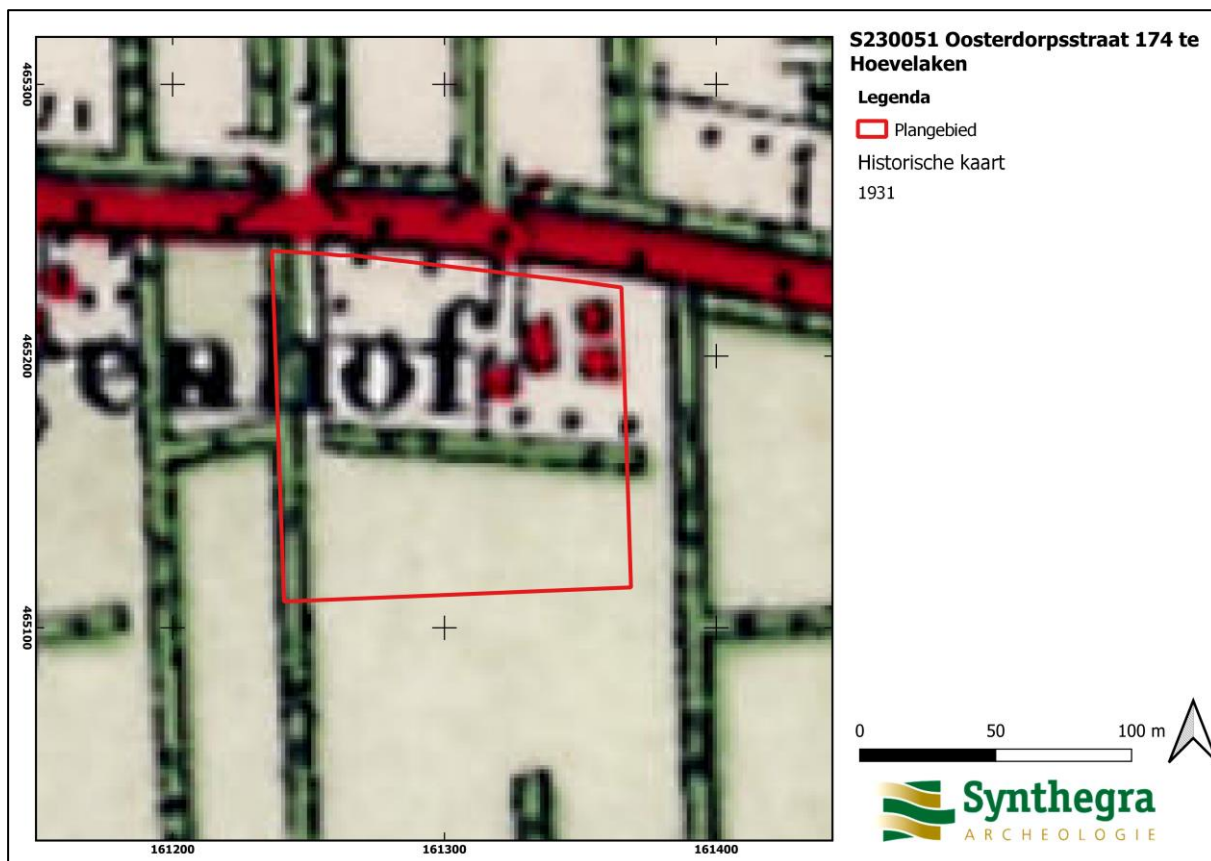 S230051 Oosterdorpsstraat 174 te
Hoevelaken
Legenda
Plangebied
Historische kaart
1931
465300
465200
465100
161200
161300
161400
0 50 100 m
Synthegra
ARCHEOLOGIE